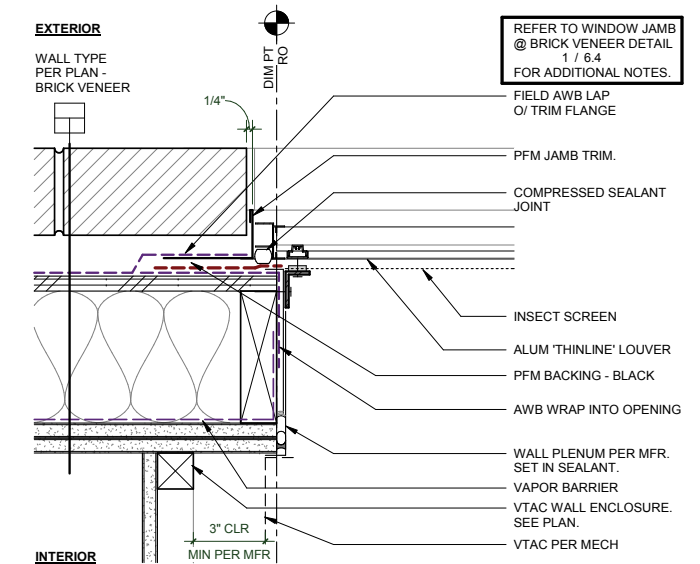 EXTERIOR
WALL TYPE
PER PLAN -
BRICK VENEER
1/4"
DIM PT
RO
REFER TO WINDOW JAMB
@ BRICK VENEER DETAIL
1 / 6.4
FOR ADDITIONAL NOTES.
FIELD AWB LAP
O/ TRIM FLANGE
PFM JAMB TRIM.
COMPRESSED SEALANT
JOINT
INSECT SCREEN
ALUM 'THINLINE' LOUVER
PFM BACKING - BLACK
AWB WRAP INTO OPENING
WALL PLENUM PER MFR.
SET IN SEALANT.
VAPOR BARRIER
VTAC WALL ENCLOSURE.
SEE PLAN.
VTAC PER MECH
3" CLR
MIN PER MFR
INTERIOR